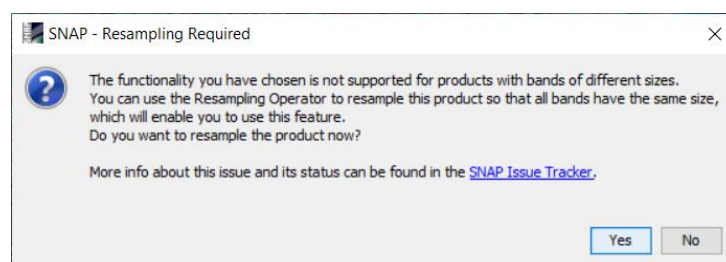 SNAP - Resampling Required
The functionality you have chosen is not supported for products with bands of different sizes.
You can use the Resampling Operator to resample this product so that all bands have the same size,
which will enable you to use this feature.
Do you want to resample the product now?
More info about this issue and its status can be found in the SNAP Issue Tracker.
Yes No